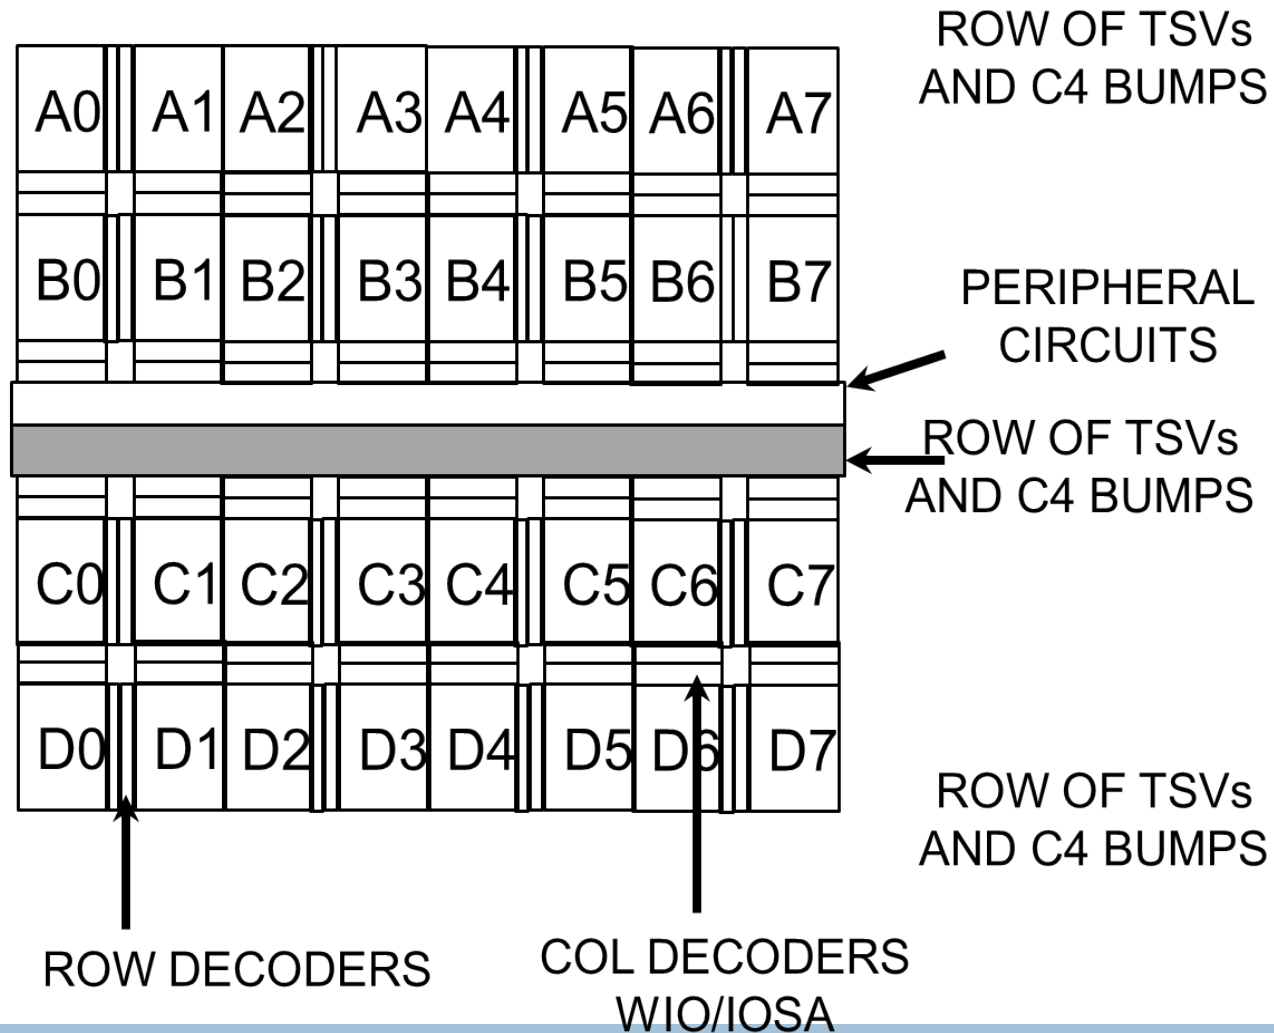 ROW OF TSVs
AND C4 BUMPS
A0 A1 A2 A3 A4 A5 A6 A7
B0 B1 B2 B3 B4 B5 B6 B7
PERIPHERAL
CIRCUITS
ROW OF TSVs
AND C4 BUMPS
C0 C1 C2 C3 C4 C5 C6 C7
D0 D1 D2 D3 D4 D5 D6 D7
ROW OF TSVs
AND C4 BUMPS
ROW DECODERS
COL DECODERS
WIO/IOSA